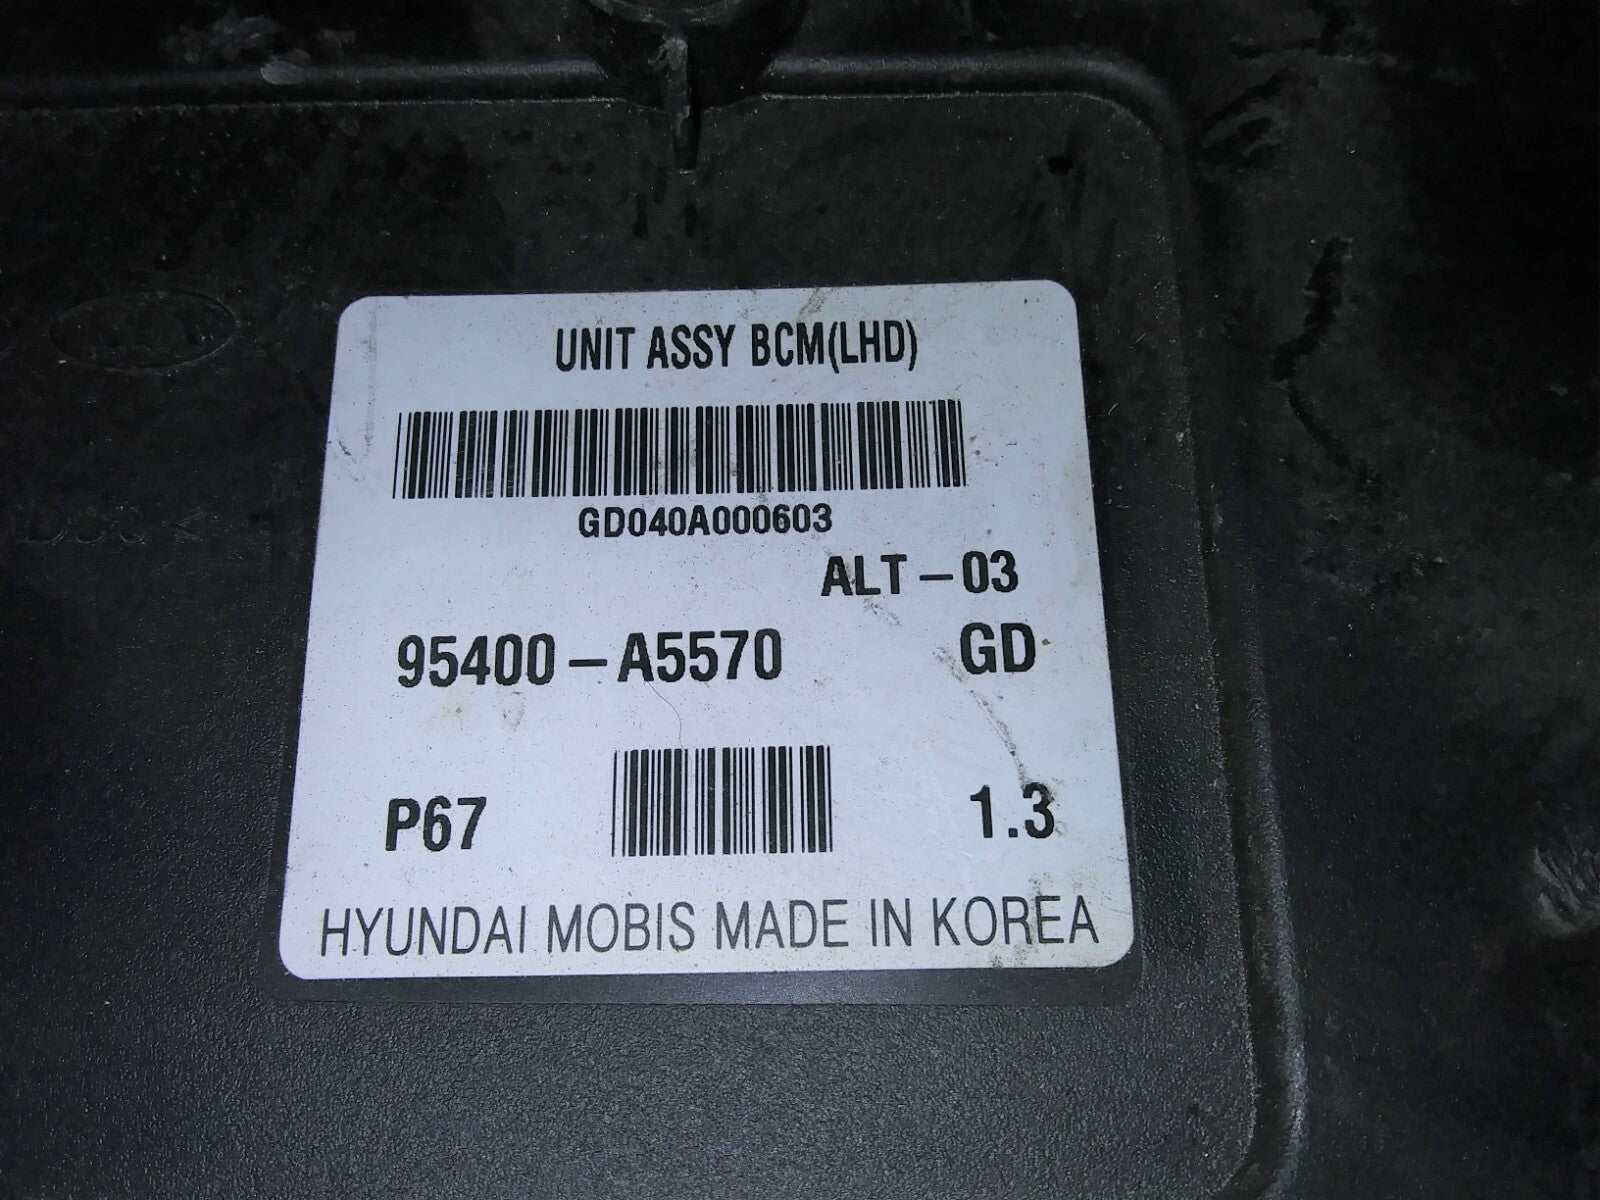 UNIT ASSY BCM(LHD)
GD040A000603
ALT-03
95400-A5570 GD
P67 1.3
HYUNDAI MOBIS MADE IN KOREA